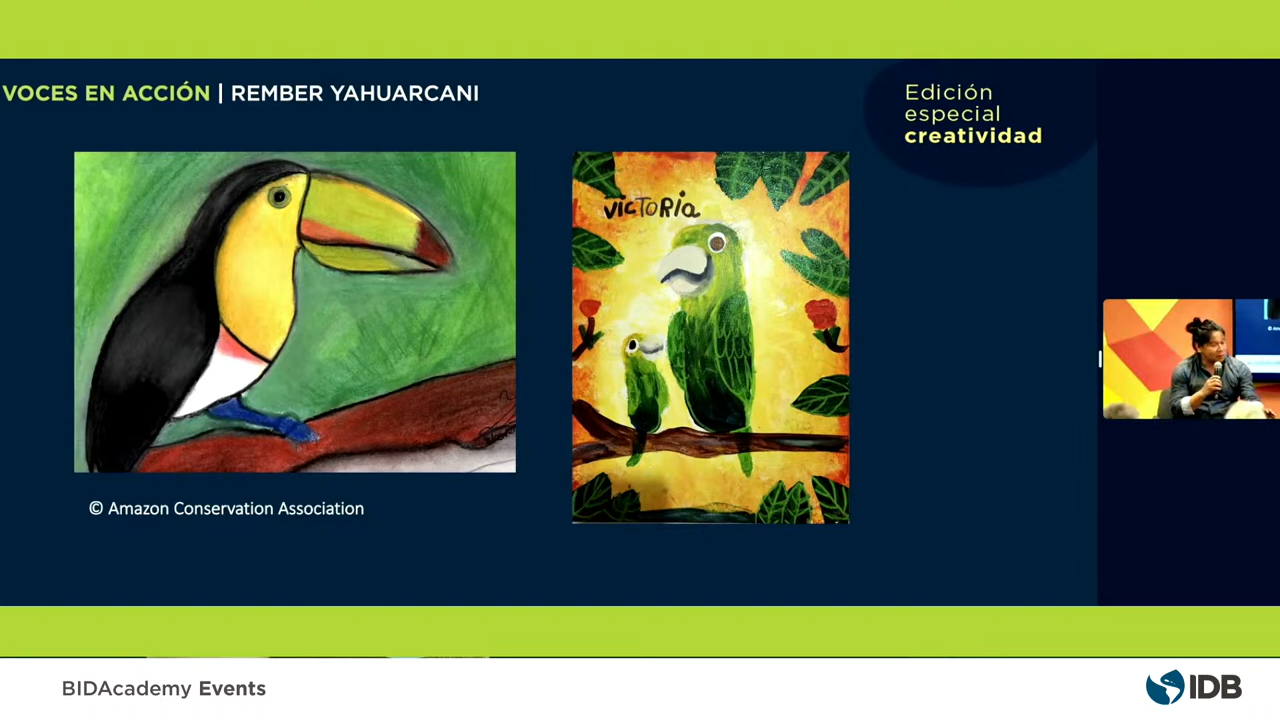 VOCES EN ACCIÓN | REMBER YAHUARCANI
Edición
especial
creatividad
VICTORIA
© Amazon Conservation Association
BIDAcademy Events
IDB